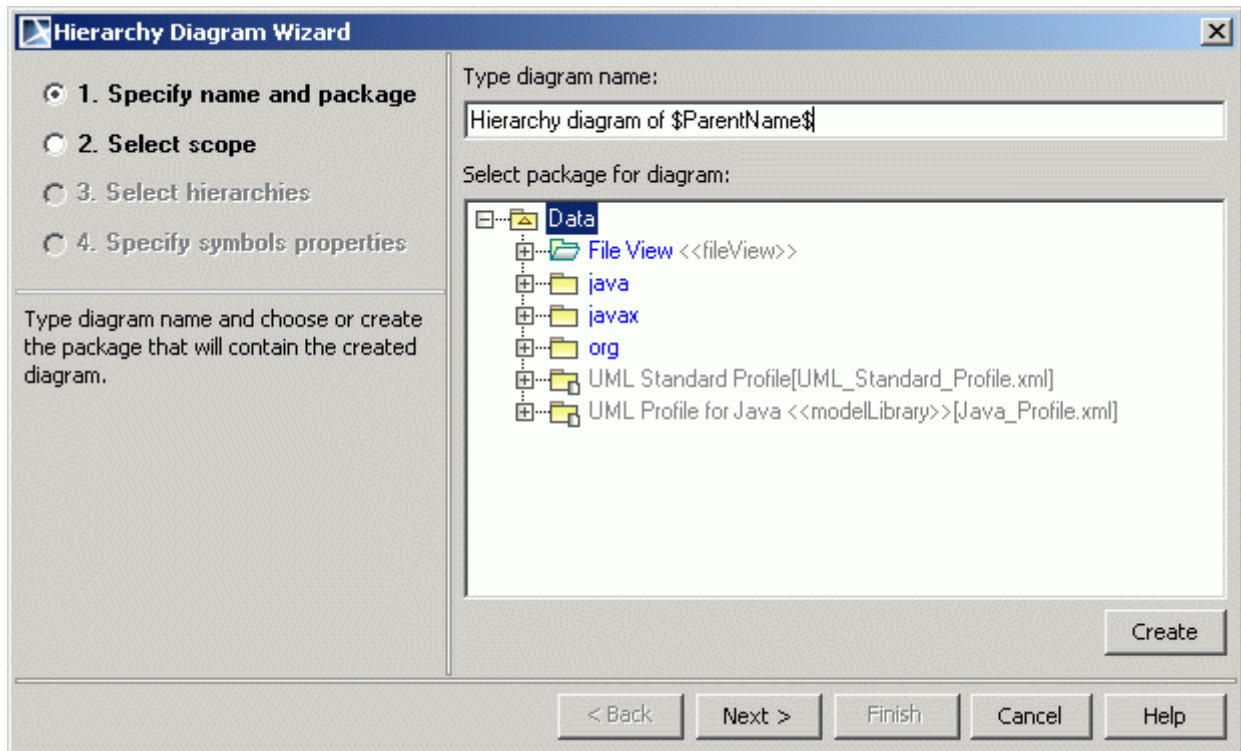 Hierarchy Diagram Wizard
1. Specify name and package
2. Select scope
3. Select hierarchies
4. Specify symbols properties
Type diagram name and choose or create
the package that will contain the created
diagram.
Type diagram name:
Hierarchy diagram of $ParentName$
Select package for diagram:
Data
File View <<fileView>>
java
javax
org
UML Standard Profile[UML_Standard_Profile.xml]
UML Profile for Java <<modelLibrary>>[Java_Profile.xml]
Create
< Back
Next >
Finish
Cancel
Help